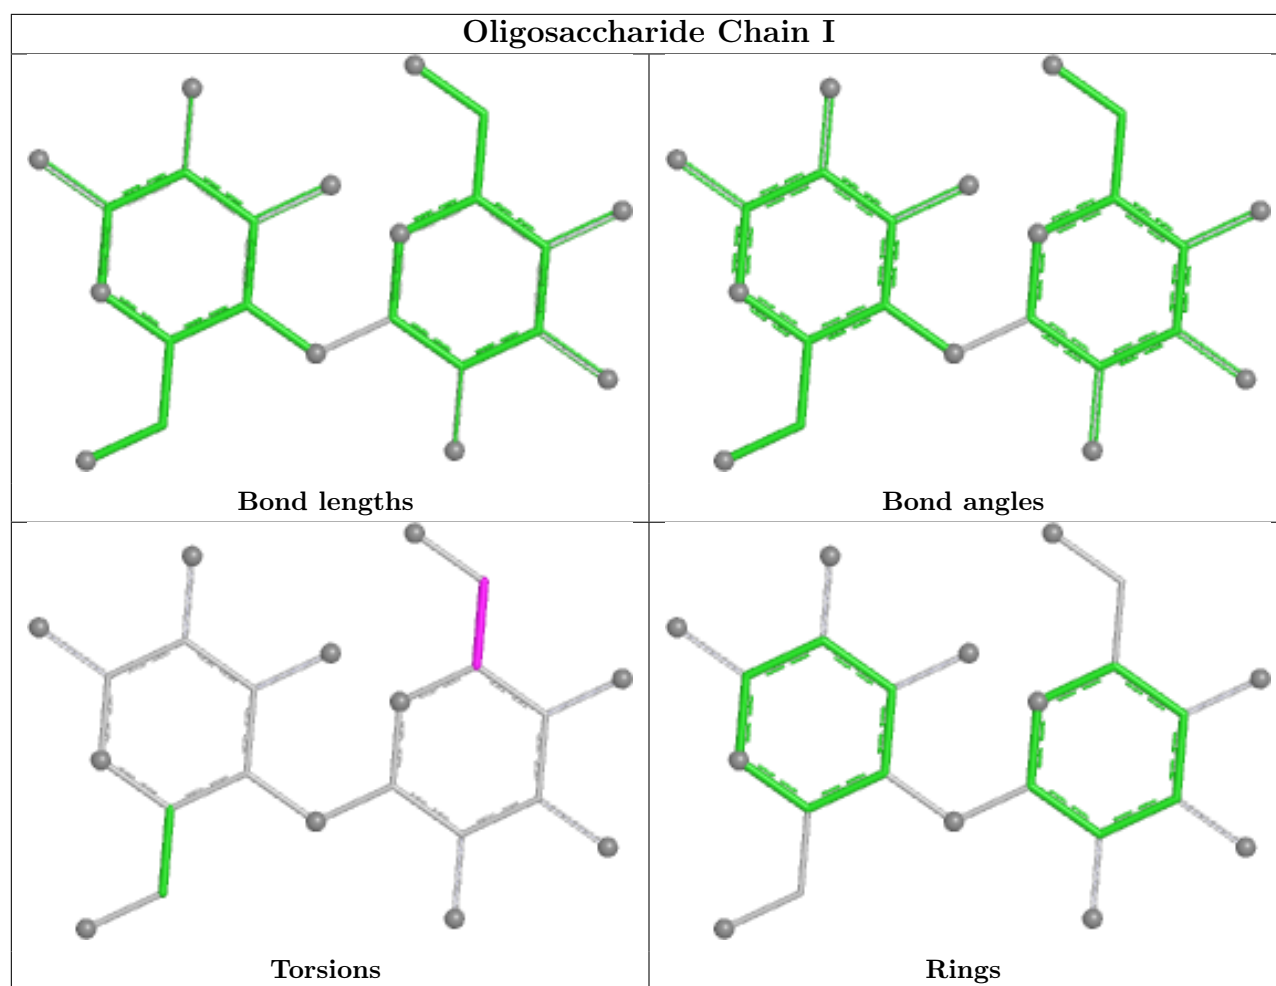 Oligosaccharide Chain I
Bond lengths
Bond angles
Torsions
Rings